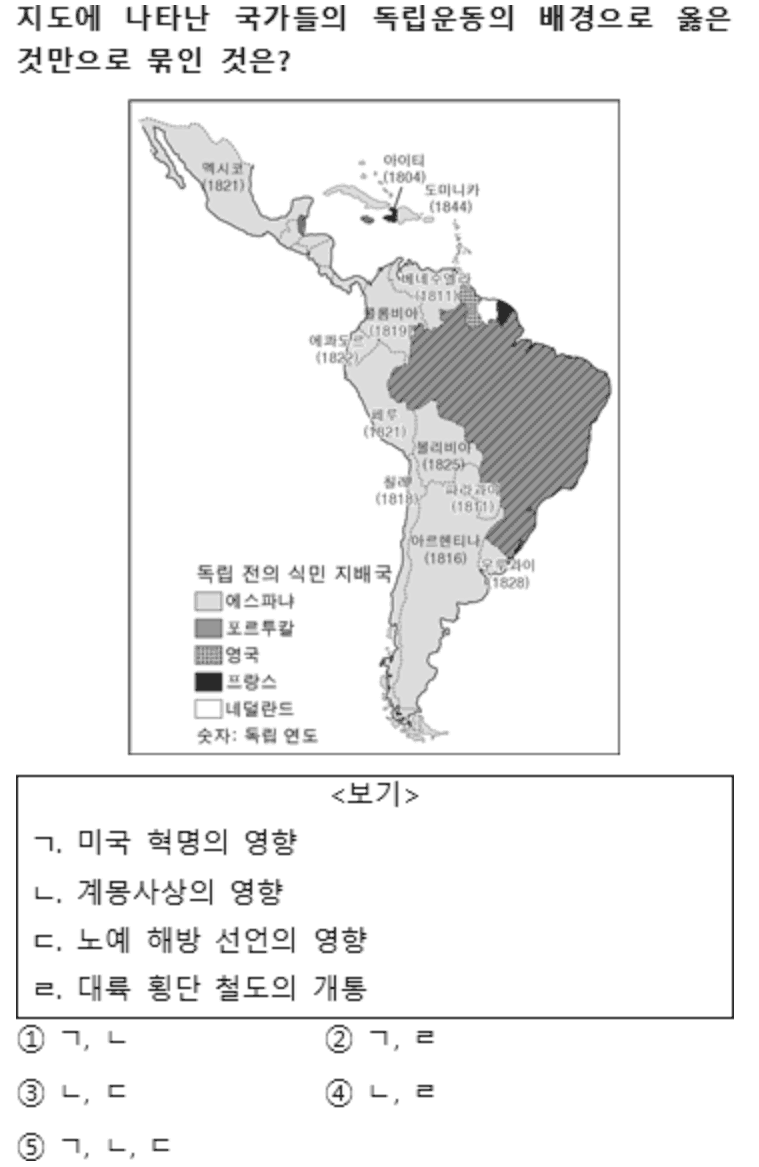 지도에 나타난 국가들의 독립운동의 배경으로 옳은
것만으로 묶인 것은?
멕시코
(1821)
아이티
(1804)
도미니카
(1844)
베네수엘라
(1811)
콜롬비아
(1819)
에콰도르
(1822)
페루
(1821)
볼리비아
(1825)
칠레
(1818)
파라과이
(1811)
아르헨티나
(1816)
우루과이
(1828)
독립 전의 식민 지배국
에스파냐
포르투칼
영국
프랑스
네덜란드
숫자: 독립 연도
<보기>
ㄱ. 미국 혁명의 영향
ㄴ. 계몽사상의 영향
ㄷ. 노예 해방 선언의 영향
ㄹ. 대륙 횡단 철도의 개통
① ㄱ, ㄴ ② ㄱ, ㄹ
③ ㄴ, ㄷ ④ ㄴ, ㄹ
⑤ ㄱ, ㄴ, ㄷ